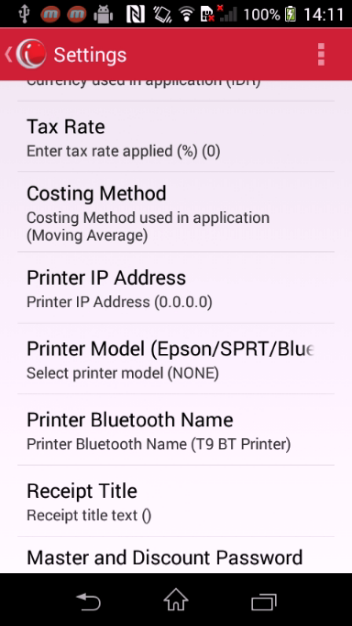 100% 14:11
Settings
Currency used in application (IDR)
Tax Rate
Enter tax rate applied (%) (0)
Costing Method
Costing Method used in application
(Moving Average)
Printer IP Address
Printer IP Address (0.0.0.0)
Printer Model (Epson/SPRT/Blue
Select printer model (NONE)
Printer Bluetooth Name
Printer Bluetooth Name (T9 BT Printer)
Receipt Title
Receipt title text ()
Master and Discount Password